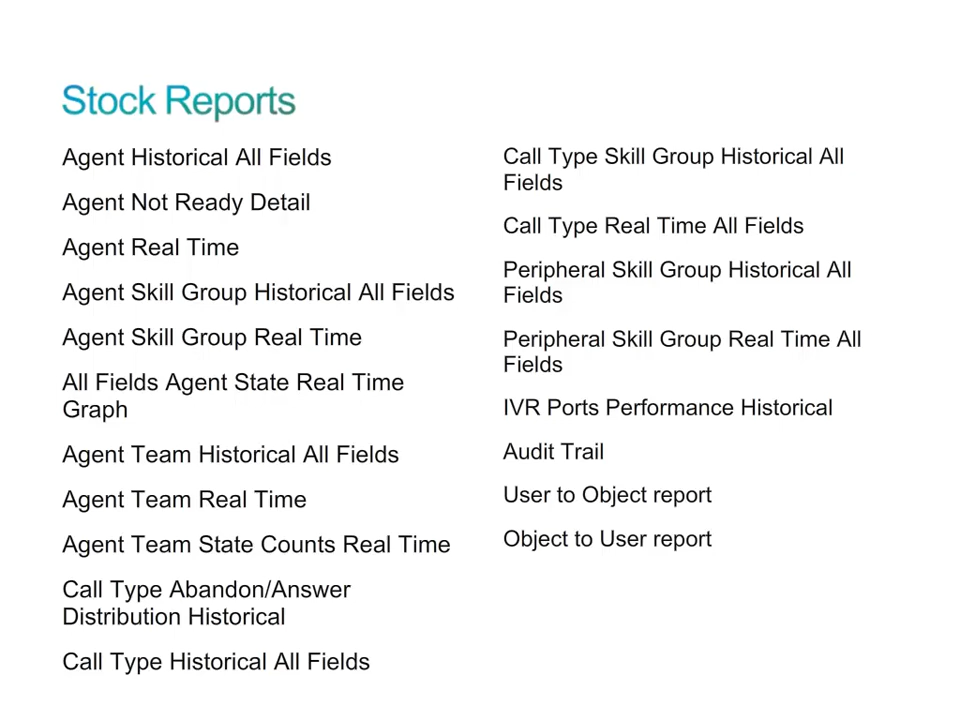 Stock Reports
Agent Historical All Fields
Agent Not Ready Detail
Agent Real Time
Agent Skill Group Historical All Fields
Agent Skill Group Real Time
All Fields Agent State Real Time
Graph
Agent Team Historical All Fields
Agent Team Real Time
Agent Team State Counts Real Time
Call Type Abandon/Answer
Distribution Historical
Call Type Historical All Fields
Call Type Skill Group Historical All
Fields
Call Type Real Time All Fields
Peripheral Skill Group Historical All
Fields
Peripheral Skill Group Real Time All
Fields
IVR Ports Performance Historical
Audit Trail
User to Object report
Object to User report